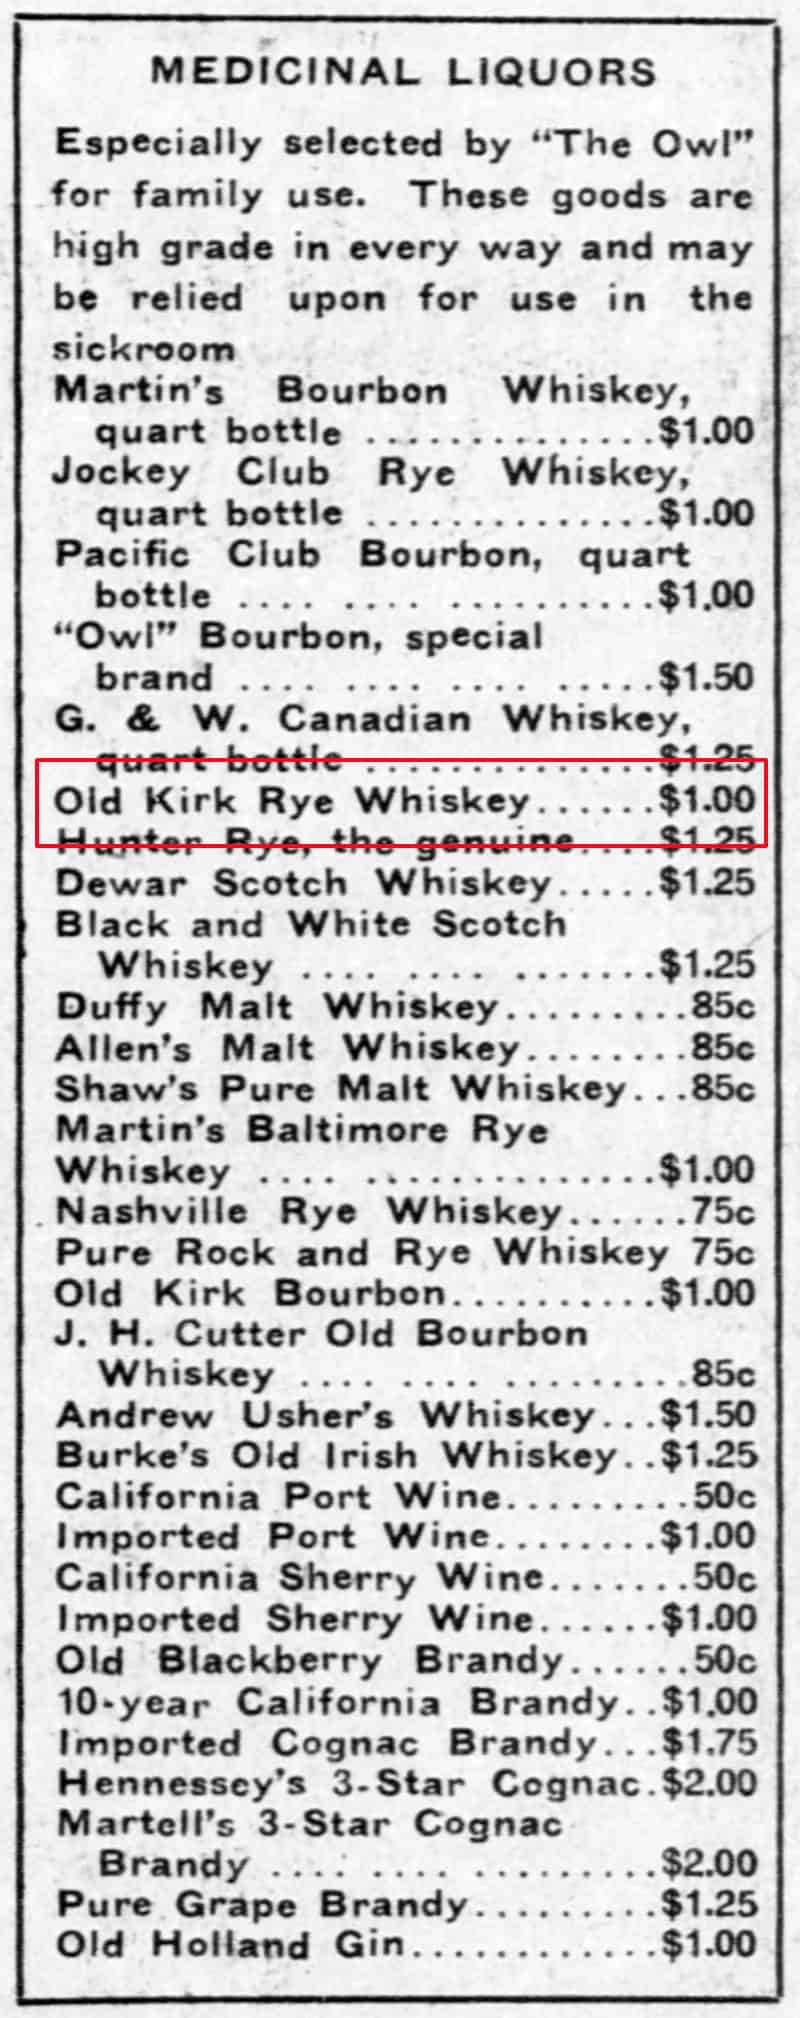 MEDICINAL LIQUORS
Especially selected by "The Owl"
for family use. These goods are
high grade in every way and may
be relied upon for use in the
sickroom
Martin's Bourbon Whiskey,
quart bottle ..............$1.00
Jockey Club Rye Whiskey,
quart bottle ..............$1.00
Pacific Club Bourbon, quart
bottle .... .... ..........$1.00
"Owl" Bourbon, special
brand .... .... .... .....$1.50
G. & W. Canadian Whiskey,
quart bottle ..............$1.25
Old Kirk Rye Whiskey......$1.00
Hunter Rye, the genuine....$1.25
Dewar Scotch Whiskey.....$1.25
Black and White Scotch
Whiskey .... .... .......$1.25
Duffy Malt Whiskey.........85c
Allen's Malt Whiskey........85c
Shaw's Pure Malt Whiskey...85c
Martin's Baltimore Rye
Whiskey .... ..............$1.00
Nashville Rye Whiskey......75c
Pure Rock and Rye Whiskey 75c
Old Kirk Bourbon..........$1.00
J. H. Cutter Old Bourbon
Whiskey .... .... .........85c
Andrew Usher's Whiskey...$1.50
Burke's Old Irish Whiskey..$1.25
California Port Wine.........50c
Imported Port Wine........$1.00
California Sherry Wine.......50c
Imported Sherry Wine......$1.00
Old Blackberry Brandy......50c
10-year California Brandy..$1.00
Imported Cognac Brandy...$1.75
Hennessey's 3-Star Cognac.$2.00
Martell's 3-Star Cognac
Brandy .... .... .........$2.00
Pure Grape Brandy.........$1.25
Old Holland Gin............$1.00